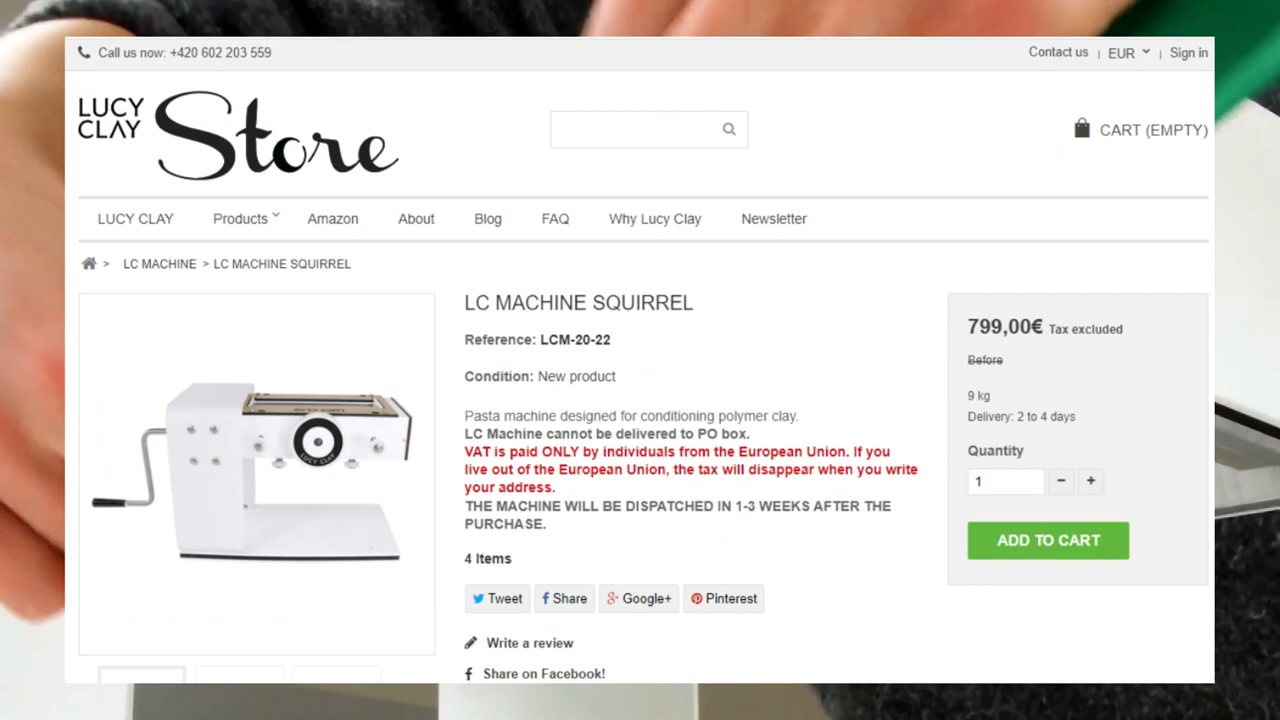 Call us now: +420 602 203 559
Contact us | EUR | Sign in
LUCY
CLAY
Store
CART (EMPTY)
LUCY CLAY Products Amazon About Blog FAQ Why Lucy Clay Newsletter
> LC MACHINE > LC MACHINE SQUIRREL
LC MACHINE SQUIRREL
Reference: LCM-20-22
Condition: New product
Pasta machine designed for conditioning polymer clay.
LC Machine cannot be delivered to PO box.
VAT is paid ONLY by individuals from the European Union. If you
live out of the European Union, the tax will disappear when you write
your address.
THE MACHINE WILL BE DISPATCHED IN 1-3 WEEKS AFTER THE
PURCHASE.
4 Items
Tweet Share Google+ Pinterest
Write a review
Share on Facebook!
799,00€ Tax excluded
Before
9 kg
Delivery: 2 to 4 days
Quantity
1 − +
ADD TO CART
LUCY CLAY